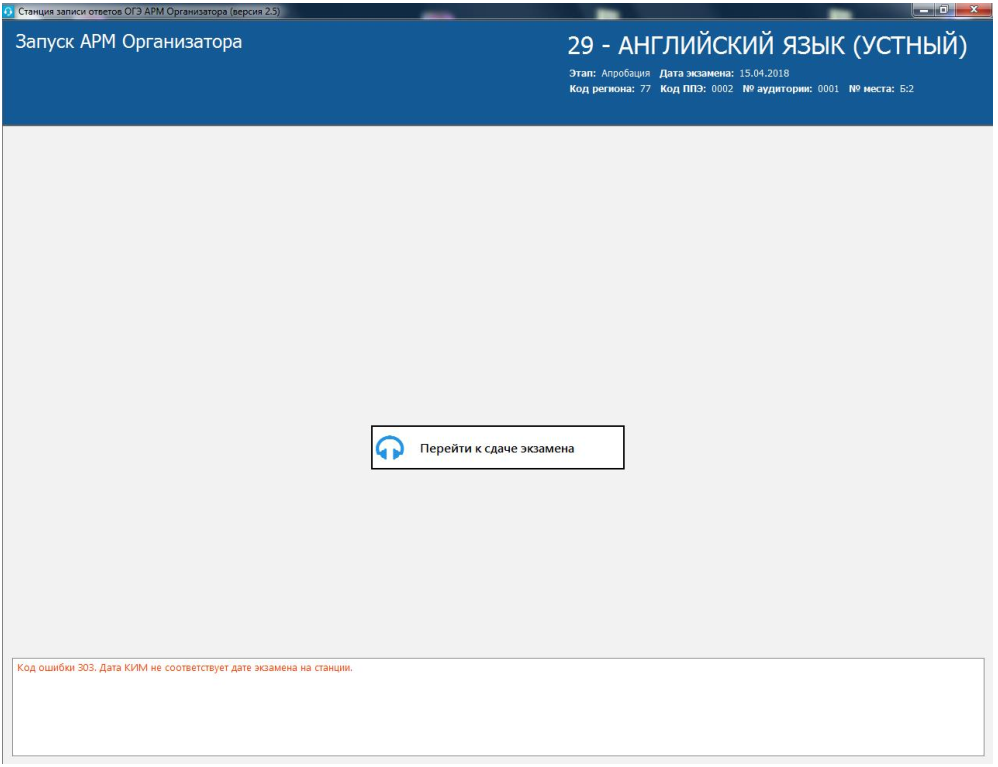 Станция записи ответов ОГЭ АРМ Организатора (версия 2.5)
Запуск АРМ Организатора
29 - АНГЛИЙСКИЙ ЯЗЫК (УСТНЫЙ)
Этап: Апробация Дата экзамена: 15.04.2018
Код региона: 77 Код ППЭ: 0002 № аудитории: 0001 № места: Б:2
Перейти к сдаче экзамена
Код ошибки 303. Дата КИМ не соответствует дате экзамена на станции.